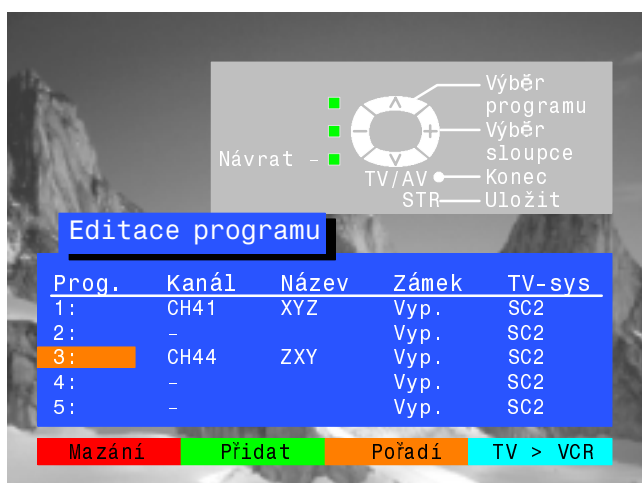 Výběr
programu
Výběr
sloupce
Návrat –
TV/AV Konec
STR Uložit
Editace programu
Prog. Kanál Název Zámek TV-sys
1: CH41 XYZ Vyp. SC2
2: – Vyp. SC2
3: CH44 ZXY Vyp. SC2
4: – Vyp. SC2
5: – Vyp. SC2
Mazání Přidat Pořadí TV > VCR